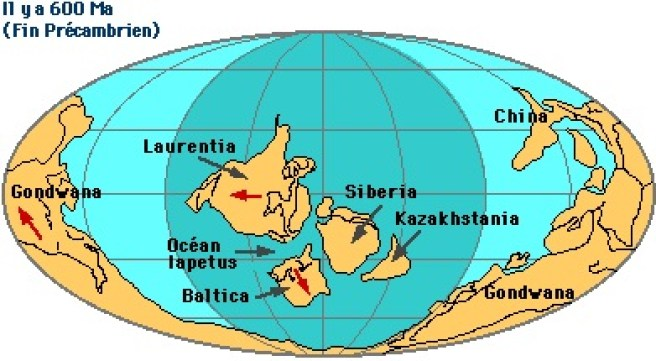 Il y a 600 Ma
(Fin Précambrien)
China
Laurentia
Gondwana
Siberia
Kazakhstania
Océan
Iapetus
Baltica
Gondwana